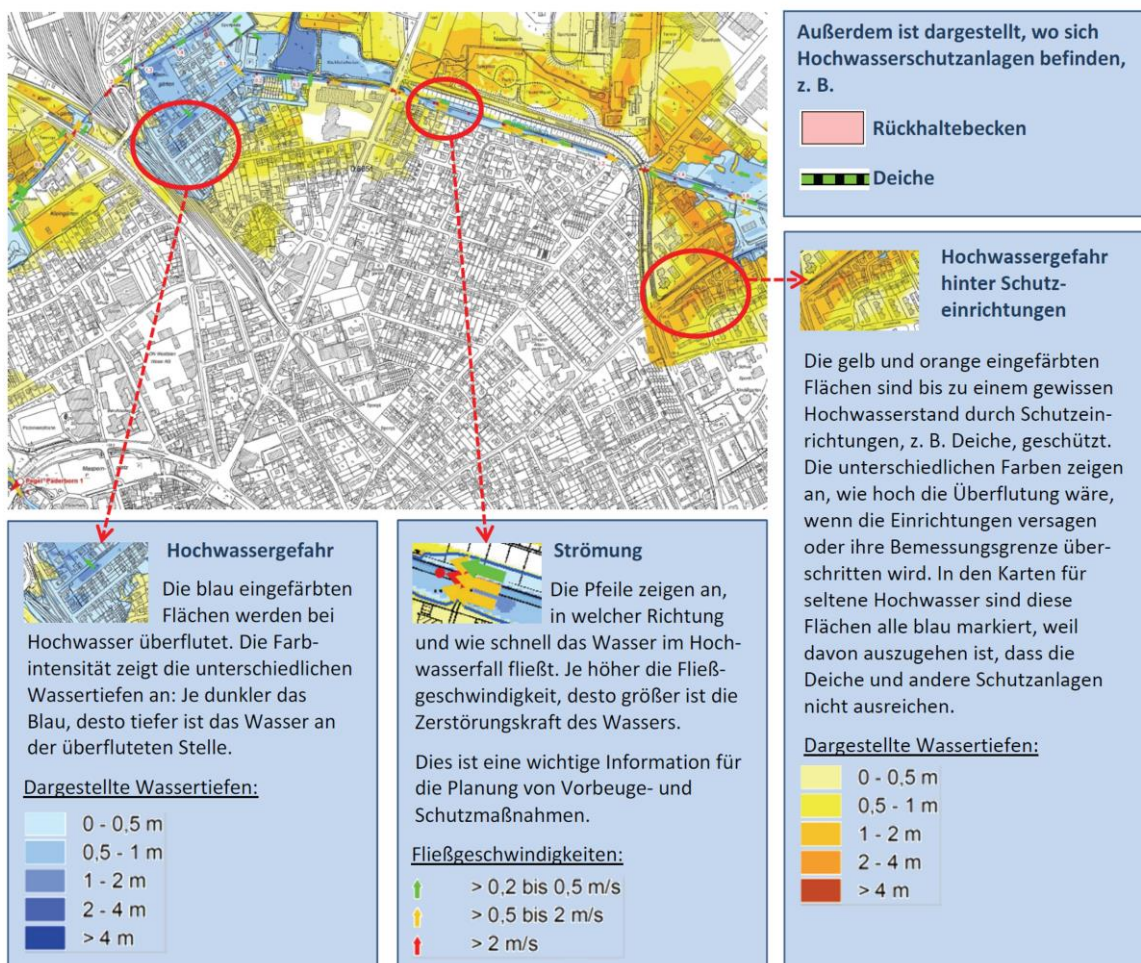 Außerdem ist dargestellt, wo sich
Hochwasserschutzanlagen befinden,
z. B.
Rückhaltebecken
Deiche
Pegel Paderborn 1
Hochwassergefahr
hinter Schutz-
einrichtungen
Die gelb und orange eingefärbten
Flächen sind bis zu einem gewissen
Hochwasserstand durch Schutzein-
richtungen, z. B. Deiche, geschützt.
Die unterschiedlichen Farben zeigen
an, wie hoch die Überflutung wäre,
wenn die Einrichtungen versagen
oder ihre Bemessungsgrenze über-
schritten wird. In den Karten für
seltene Hochwasser sind diese
Flächen alle blau markiert, weil
davon auszugehen ist, dass die
Deiche und andere Schutzanlagen
nicht ausreichen.
Dargestellte Wassertiefen:
0 - 0,5 m
0,5 - 1 m
1 - 2 m
2 - 4 m
> 4 m
Hochwassergefahr
Die blau eingefärbten
Flächen werden bei
Hochwasser überflutet. Die Farb-
intensität zeigt die unterschiedlichen
Wassertiefen an: Je dunkler das
Blau, desto tiefer ist das Wasser an
der überfluteten Stelle.
Dargestellte Wassertiefen:
0 - 0,5 m
0,5 - 1 m
1 - 2 m
2 - 4 m
> 4 m
Strömung
Die Pfeile zeigen an,
in welcher Richtung
und wie schnell das Wasser im Hoch-
wasserfall fließt. Je höher die Fließ-
geschwindigkeit, desto größer ist die
Zerstörungskraft des Wassers.
Dies ist eine wichtige Information für
die Planung von Vorbeuge- und
Schutzmaßnahmen.
Fließgeschwindigkeiten:
> 0,2 bis 0,5 m/s
> 0,5 bis 2 m/s
> 2 m/s